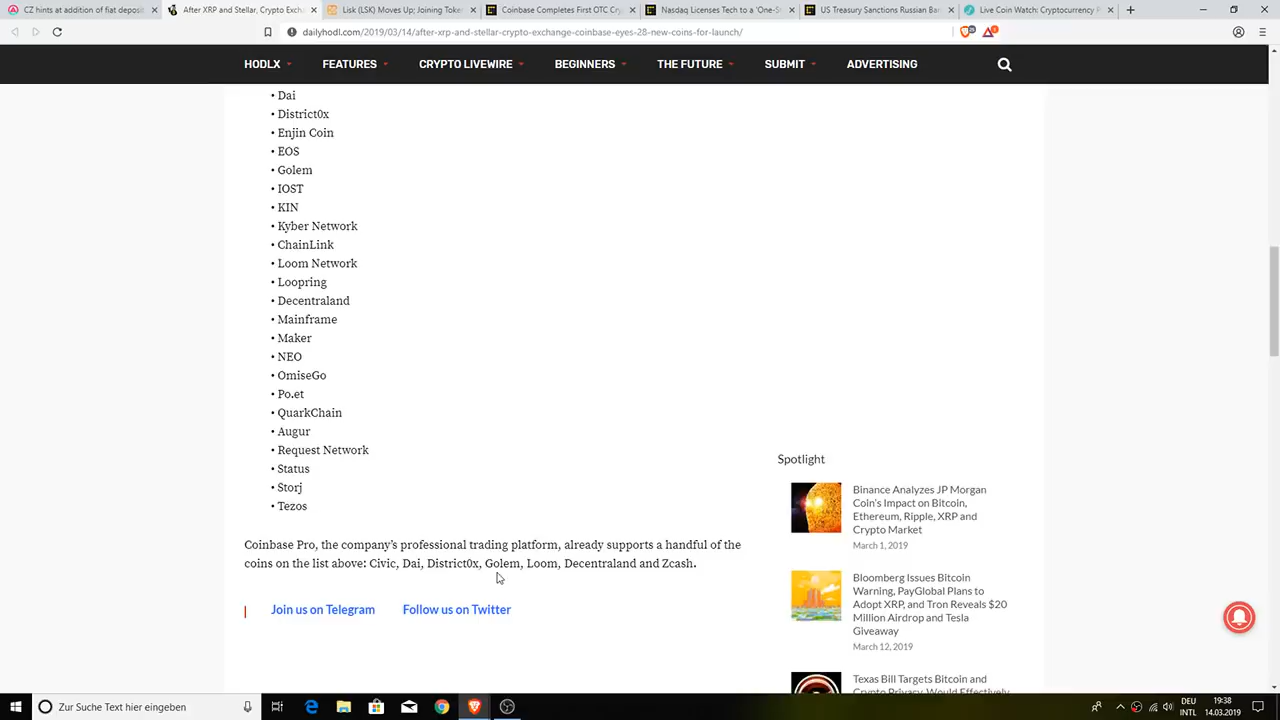 CZ hints at addition of fiat deposit
After XRP and Stellar, Crypto Exch
Lisk (LSK) Moves Up; Joining Toke
Coinbase Completes First OTC Cry
Nasdaq Licenses Tech to a 'One-S
US Treasury Sanctions Russian Ba
Live Coin Watch: Cryptocurrency P
dailyhodl.com/2019/03/14/after-xrp-and-stellar-crypto-exchange-coinbase-eyes-28-new-coins-for-launch/
HODLX FEATURES CRYPTO LIVEWIRE BEGINNERS THE FUTURE SUBMIT ADVERTISING
• Dai
• District0x
• Enjin Coin
• EOS
• Golem
• IOST
• KIN
• Kyber Network
• ChainLink
• Loom Network
• Loopring
• Decentraland
• Mainframe
• Maker
• NEO
• OmiseGo
• Po.et
• QuarkChain
• Augur
• Request Network
• Status
• Storj
• Tezos
Coinbase Pro, the company's professional trading platform, already supports a handful of the
coins on the list above: Civic, Dai, District0x, Golem, Loom, Decentraland and Zcash.
Join us on Telegram Follow us on Twitter
Spotlight
Binance Analyzes JP Morgan
Coin's Impact on Bitcoin,
Ethereum, Ripple, XRP and
Crypto Market
March 1, 2019
Bloomberg Issues Bitcoin
Warning, PayGlobal Plans to
Adopt XRP, and Tron Reveals $20
Million Airdrop and Tesla
Giveaway
March 12, 2019
Texas Bill Targets Bitcoin and
Crypto Privacy, Would Effectively
Zur Suche Text hier eingeben
DEU
INTL
19:38
14.03.2019